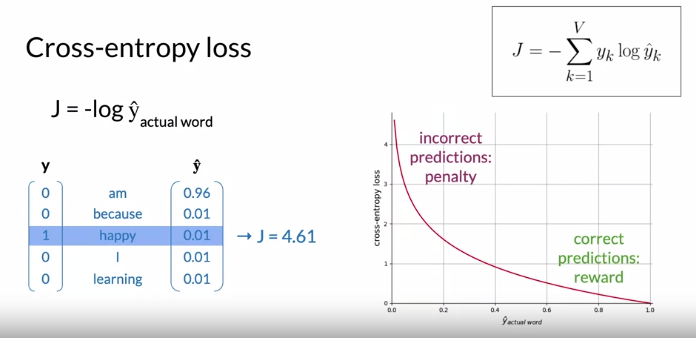 Cross-entropy loss
J = -∑_{k=1}^{V} y_k log ŷ_k
J = -log ŷ_{actual word}
y ŷ
0 am 0.96
0 because 0.01
1 happy 0.01 → J = 4.61
0 I 0.01
0 learning 0.01
incorrect
predictions:
penalty
correct
predictions:
reward
cross-entropy loss
4
3
2
1
0
0.0 0.2 0.4 0.6 0.8 1.0
ŷ_{actual word}